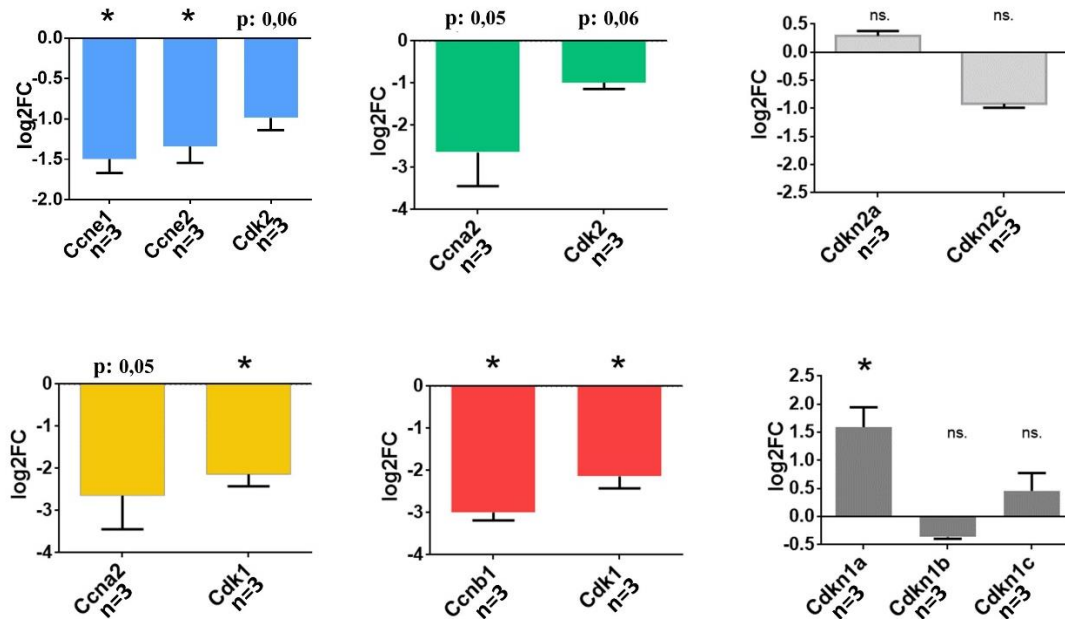 * * p: 0,06
0.0
-0.5
-1.0
-1.5
-2.0
log2FC
Ccne1
n=3
Ccne2
n=3
Cdk2
n=3
p: 0,05 p: 0,06
0
-1
-2
-3
-4
log2FC
Ccna2
n=3
Cdk2
n=3
ns. ns.
0.5
0.0
-0.5
-1.0
-1.5
-2.0
-2.5
log2FC
Cdkn2a
n=3
Cdkn2c
n=3
p: 0,05 *
0
-1
-2
-3
-4
log2FC
Ccna2
n=3
Cdk1
n=3
* *
0
-1
-2
-3
-4
log2FC
Ccnb1
n=3
Cdk1
n=3
*
ns. ns.
2.5
2.0
1.5
1.0
0.5
0.0
-0.5
log2FC
Cdkn1a
n=3
Cdkn1b
n=3
Cdkn1c
n=3